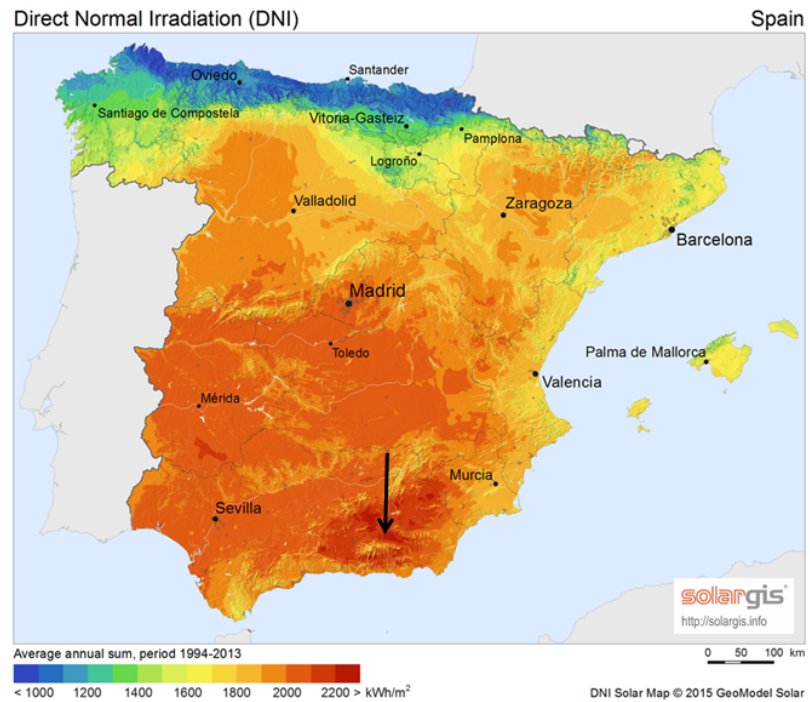 Direct Normal Irradiation (DNI)
Spain
Oviedo
Santander
Santiago de Compostela
Vitoria-Gasteiz
Pamplona
Logroño
Valladolid
Zaragoza
Barcelona
Madrid
Toledo
Palma de Mallorca
Valencia
Mérida
Murcia
Sevilla
solargis
http://solargis.info
Average annual sum, period 1994-2013
0 50 100 km
< 1000 1200 1400 1600 1800 2000 2200 > kWh/m²
DNI Solar Map © 2015 GeoModel Solar